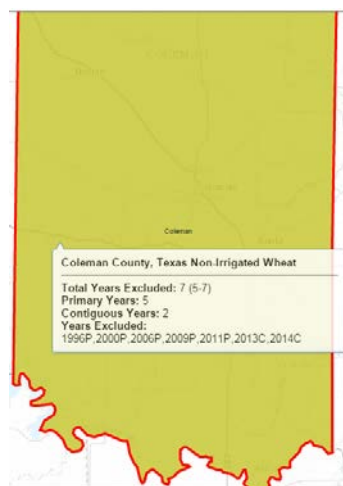 Coleman
Coleman County, Texas Non-Irrigated Wheat
Total Years Excluded: 7 (5-7)
Primary Years: 5
Contiguous Years: 2
Years Excluded:
1996P,2000P,2006P,2009P,2011P,2013C,2014C